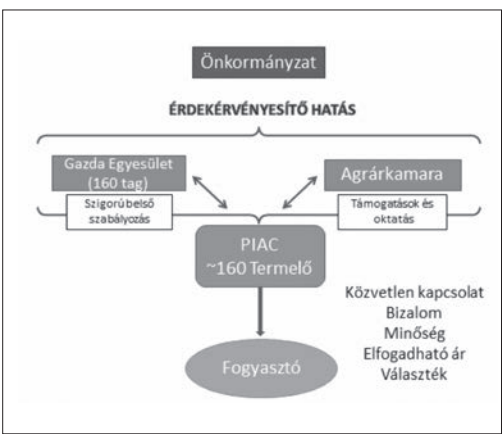 Önkormányzat
ÉRDEKÉRVÉNYESÍTŐ HATÁS
Gazda Egyesület
(160 tag)
Agrárkamara
Szigorú belső
szabályozás
Támogatások és
oktatás
PIAC
~160 Termelő
Közvetlen kapcsolat
Bizalom
Minőség
Elfogadható ár
Választék
Fogyasztó